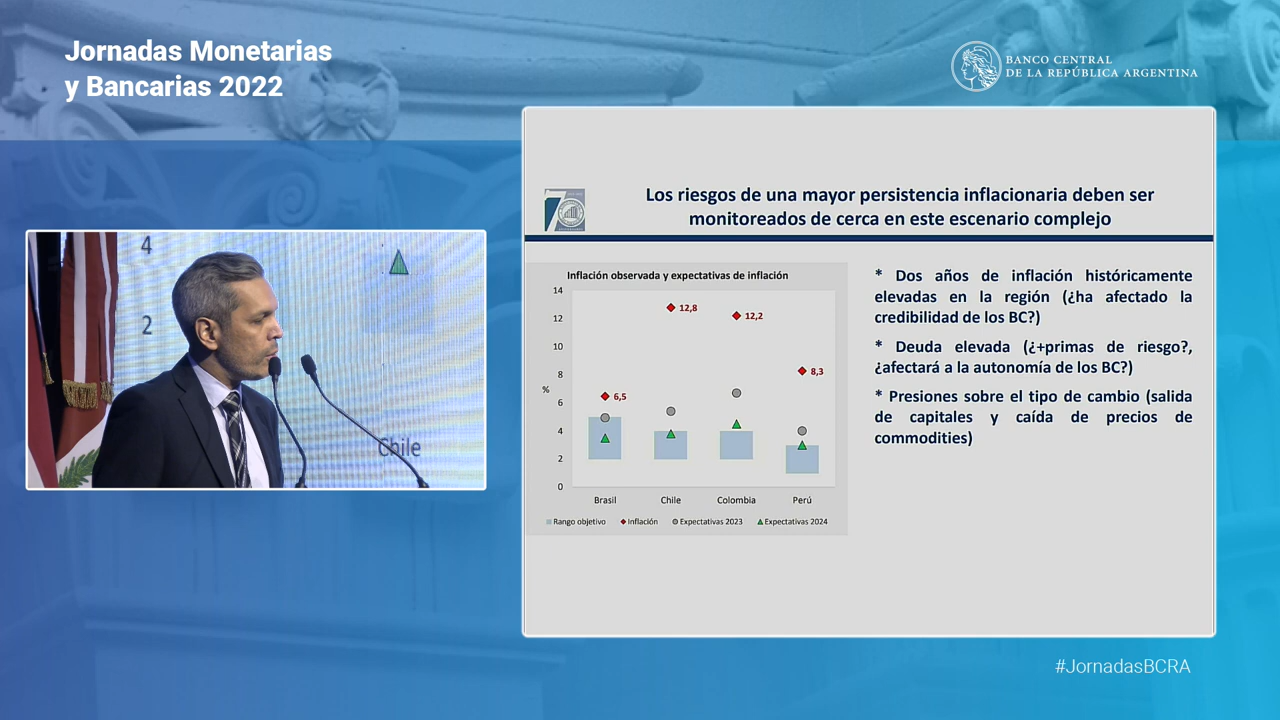 Jornadas Monetarias
y Bancarias 2022
BANCO CENTRAL
DE LA REPÚBLICA ARGENTINA
4
2
Chile
7
Los riesgos de una mayor persistencia inflacionaria deben ser
monitoreados de cerca en este escenario complejo
Inflación observada y expectativas de inflación
14
12
10
8
6
4
2
0
%
12,8
12,2
8,3
6,5
Brasil Chile Colombia Perú
Rango objetivo Inflación Expectativas 2023 Expectativas 2024
* Dos años de inflación históricamente
elevadas en la región (¿ha afectado la
credibilidad de los BC?)
* Deuda elevada (¿+primas de riesgo?,
¿afectará a la autonomía de los BC?)
* Presiones sobre el tipo de cambio (salida
de capitales y caída de precios de
commodities)
#JornadasBCRA